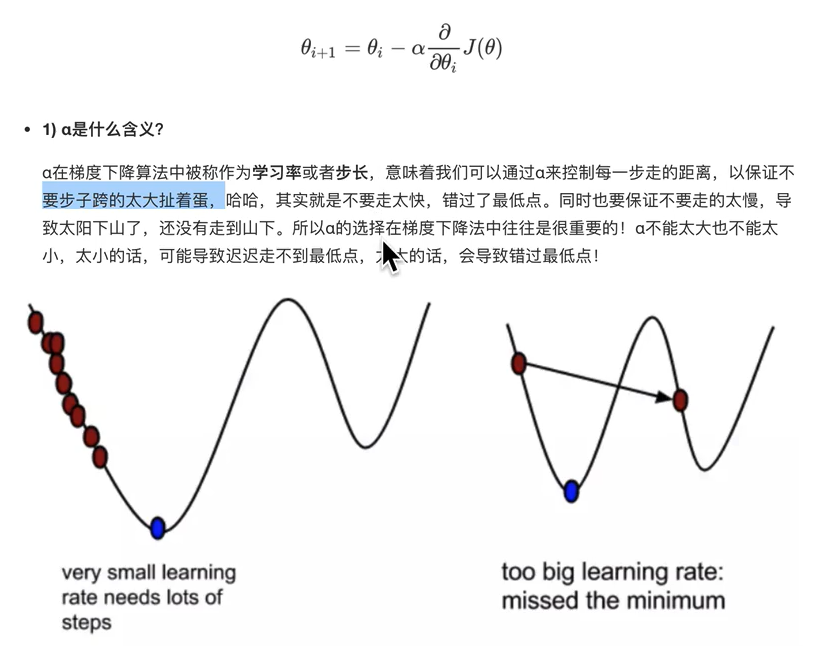 θᵢ₊₁ = θᵢ − α ∂/∂θᵢ J(θ)
• 1) α是什么含义?
α在梯度下降算法中被称作为学习率或者步长，意味着我们可以通过α来控制每一步走的距离，以保证不
要步子跨的太大扯着蛋，哈哈，其实就是不要走太快，错过了最低点。同时也要保证不要走的太慢，导
致太阳下山了，还没有走到山下。所以α的选择在梯度下降法中往往是很重要的！α不能太大也不能太
小，太小的话，可能导致迟迟走不到最低点，太大的话，会导致错过最低点！
very small learning
rate needs lots of
steps
too big learning rate:
missed the minimum